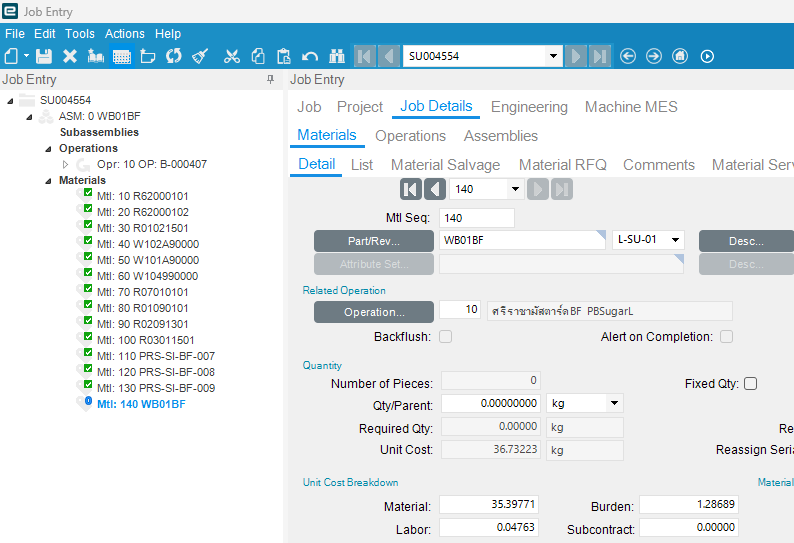 Job Entry
File Edit Tools Actions Help
SU004554
Job Entry
SU004554
ASM: 0 WB01BF
Subassemblies
Operations
Opr: 10 OP: B-000407
Materials
Mtl: 10 R62000101
Mtl: 20 R62000102
Mtl: 30 R01021501
Mtl: 40 W102A90000
Mtl: 50 W101A90000
Mtl: 60 W104990000
Mtl: 70 R07010101
Mtl: 80 R01090101
Mtl: 90 R02091301
Mtl: 100 R03011501
Mtl: 110 PRS-SI-BF-007
Mtl: 120 PRS-SI-BF-008
Mtl: 130 PRS-SI-BF-009
Mtl: 140 WB01BF
Job Entry
Job Project Job Details Engineering Machine MES
Materials Operations Assemblies
Detail List Material Salvage Material RFQ Comments Material Serv
140
Mtl Seq: 140
Part/Rev... WB01BF L-SU-01 Desc...
Attribute Set... Desc...
Related Operation
Operation... 10 ศรีราชามัสตาร์ดBF PBSugarL
Backflush: Alert on Completion:
Quantity
Number of Pieces: 0 Fixed Qty:
Qty/Parent: 0.00000000 kg
Required Qty: 0.00000 kg Re
Unit Cost: 36.73223 kg Reassign Seria
Unit Cost Breakdown Material
Material: 35.39771 Burden: 1.28689
Labor: 0.04763 Subcontract: 0.00000